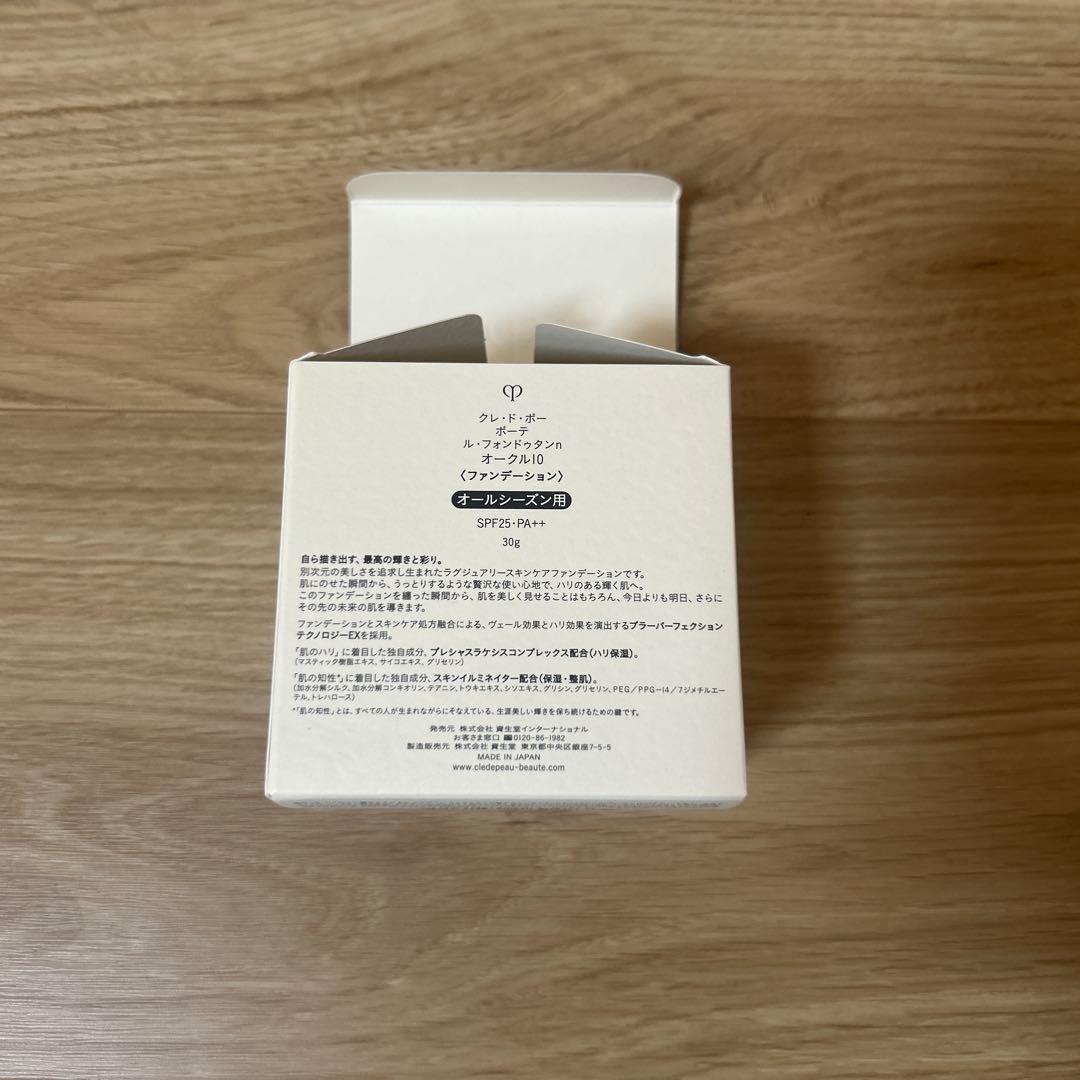 クレ・ド・ポー
ボーテ
ル・フォンドゥタンn
オークル10
〈ファンデーション〉
オールシーズン用
SPF25・PA++
30g
自ら描き出す、最高の輝きと彩り。
別次元の美しさを追求し生まれたラグジュアリースキンケアファンデーションです。
肌にのせた瞬間から、うっとりするような贅沢な使い心地で、ハリのある輝く肌へ。
このファンデーションを纏った瞬間から、肌を美しく見せることはもちろん、今日よりも明日、さらに
その先の未来の肌を導きます。
ファンデーションとスキンケア処方融合による、ヴェール効果とハリ効果を演出するプラーパーフェクション
テクノロジーEXを採用。
「肌のハリ」に着目した独自成分、プレシャスラケシスコンプレックス配合(ハリ保湿)。
(マスティック樹脂エキス、サイコエキス、グリセリン)
「肌の知性*」に着目した独自成分、スキンイルミネイター配合(保湿・整肌)。
(加水分解シルク、加水分解コンキオリン、テアニン、トウキエキス、シソエキス、グリシン、グリセリン、PEG/PPG-14/7ジメチルエー
テル、トレハロース)
*「肌の知性」とは、すべての人が生まれながらにそなえている、生涯美しい輝きを保ち続けるための鍵です。
発売元 株式会社 資生堂インターナショナル
お客さま窓口 0120-86-1982
製造販売元 株式会社 資生堂 東京都中央区銀座7-5-5
MADE IN JAPAN
www.cledepeau-beaute.com